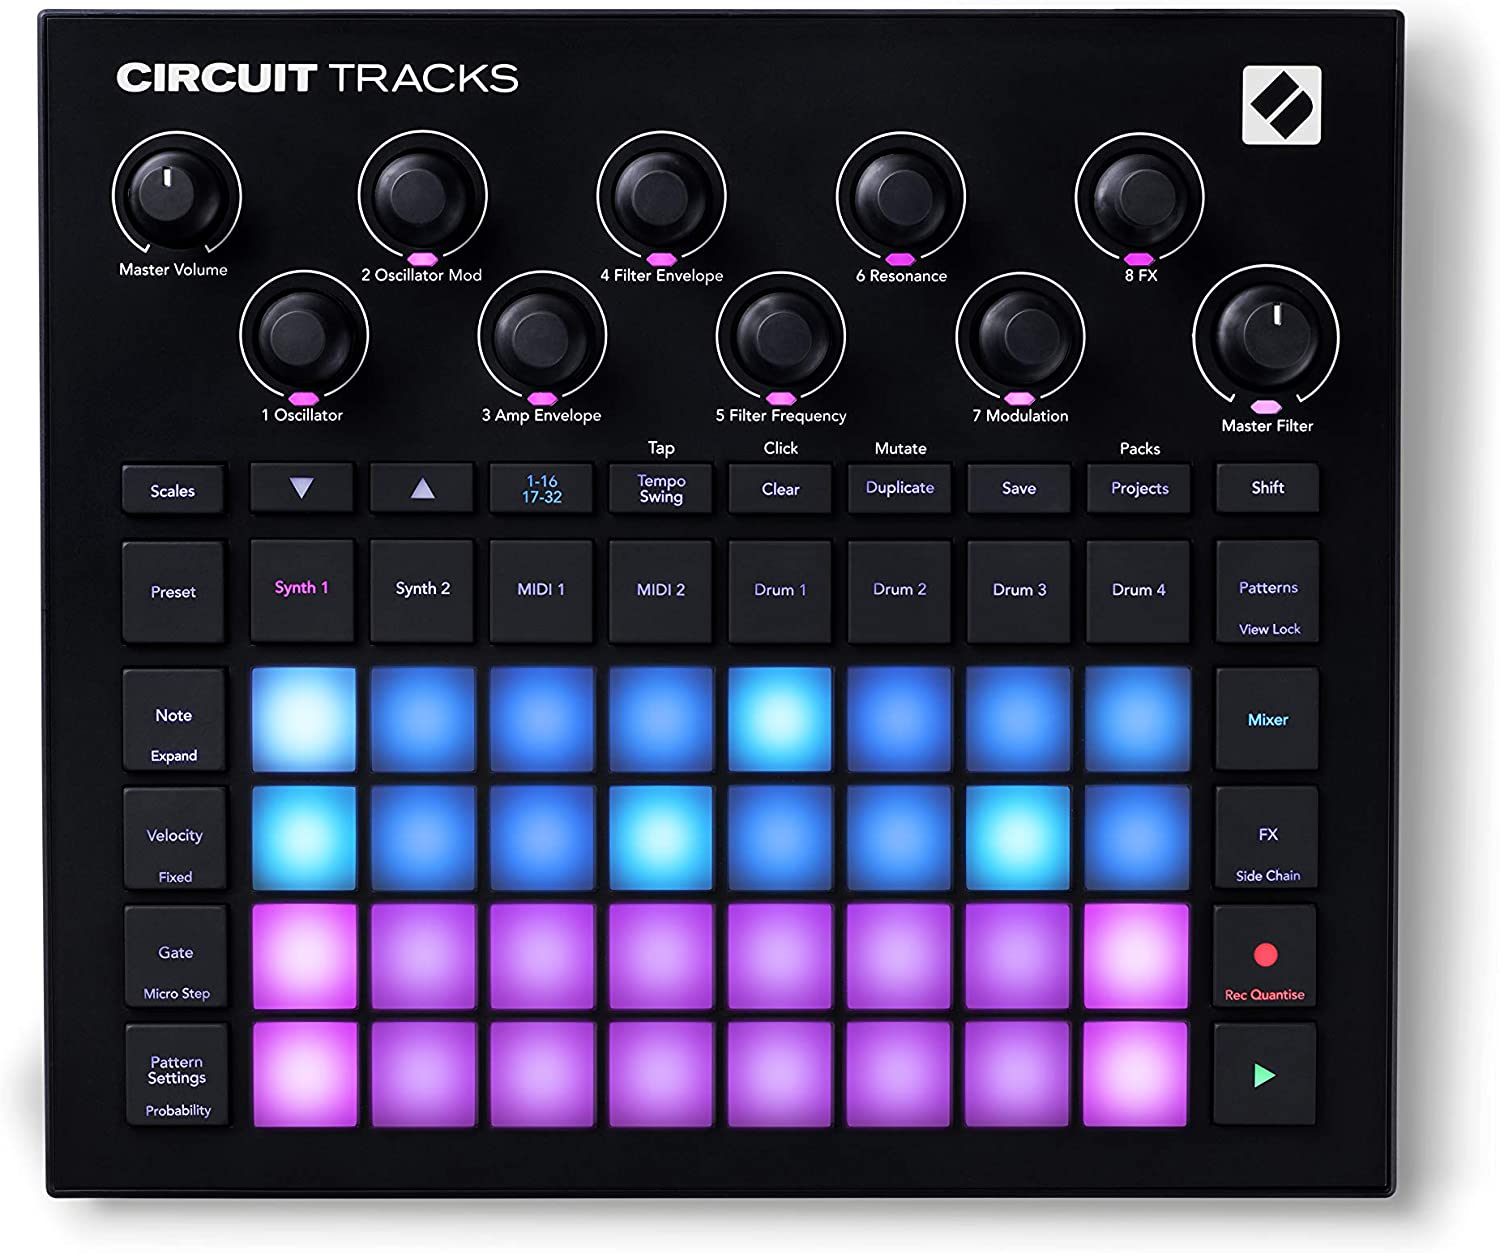 CIRCUIT TRACKS
Master Volume
2 Oscillator Mod
4 Filter Envelope
6 Resonance
8 FX
1 Oscillator
3 Amp Envelope
5 Filter Frequency
7 Modulation
Master Filter
Tap
Click
Mutate
Packs
Scales
1-16
17-32
Tempo
Swing
Clear
Duplicate
Save
Projects
Shift
Preset
Synth 1
Synth 2
MIDI 1
MIDI 2
Drum 1
Drum 2
Drum 3
Drum 4
Patterns
View Lock
Note
Expand
Mixer
Velocity
Fixed
FX
Side Chain
Gate
Micro Step
Rec Quantise
Pattern
Settings
Probability